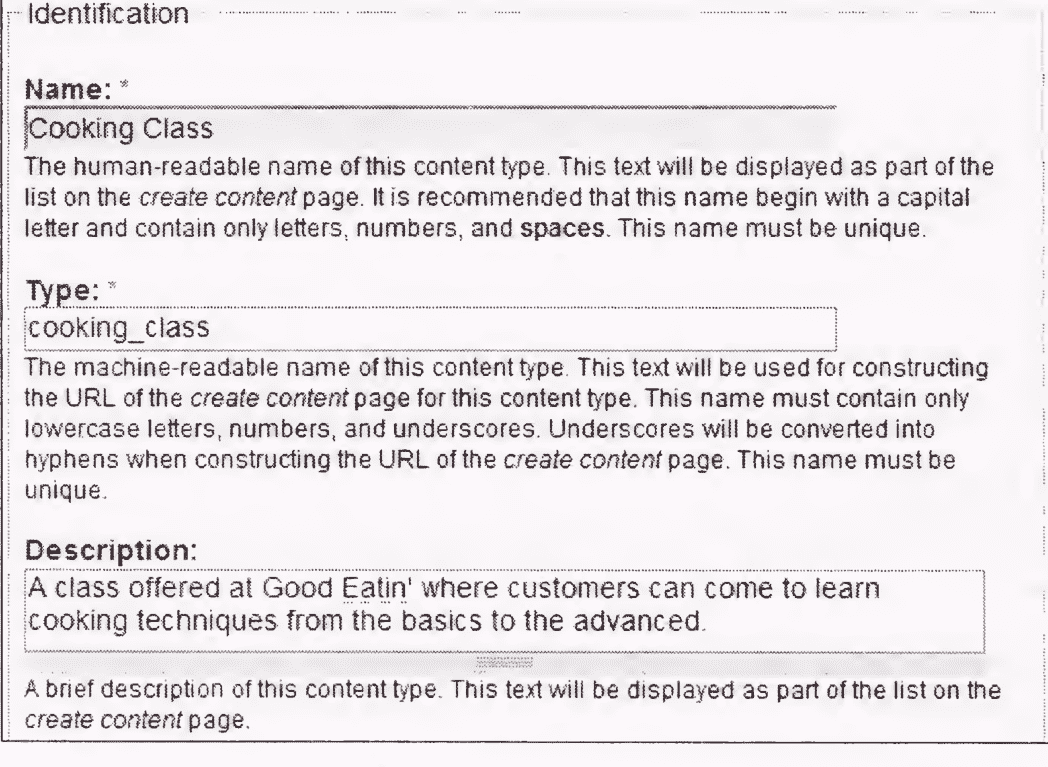 Identification
Name: *
Cooking Class
The human-readable name of this content type. This text will be displayed as part of the
list on the create content page. It is recommended that this name begin with a capital
letter and contain only letters, numbers, and spaces. This name must be unique.
Type: *
cooking_class
The machine-readable name of this content type. This text will be used for constructing
the URL of the create content page for this content type. This name must contain only
lowercase letters, numbers, and underscores. Underscores will be converted into
hyphens when constructing the URL of the create content page. This name must be
unique.
Description:
A class offered at Good Eatin' where customers can come to learn
cooking techniques from the basics to the advanced.
A brief description of this content type. This text will be displayed as part of the list on the
create content page.